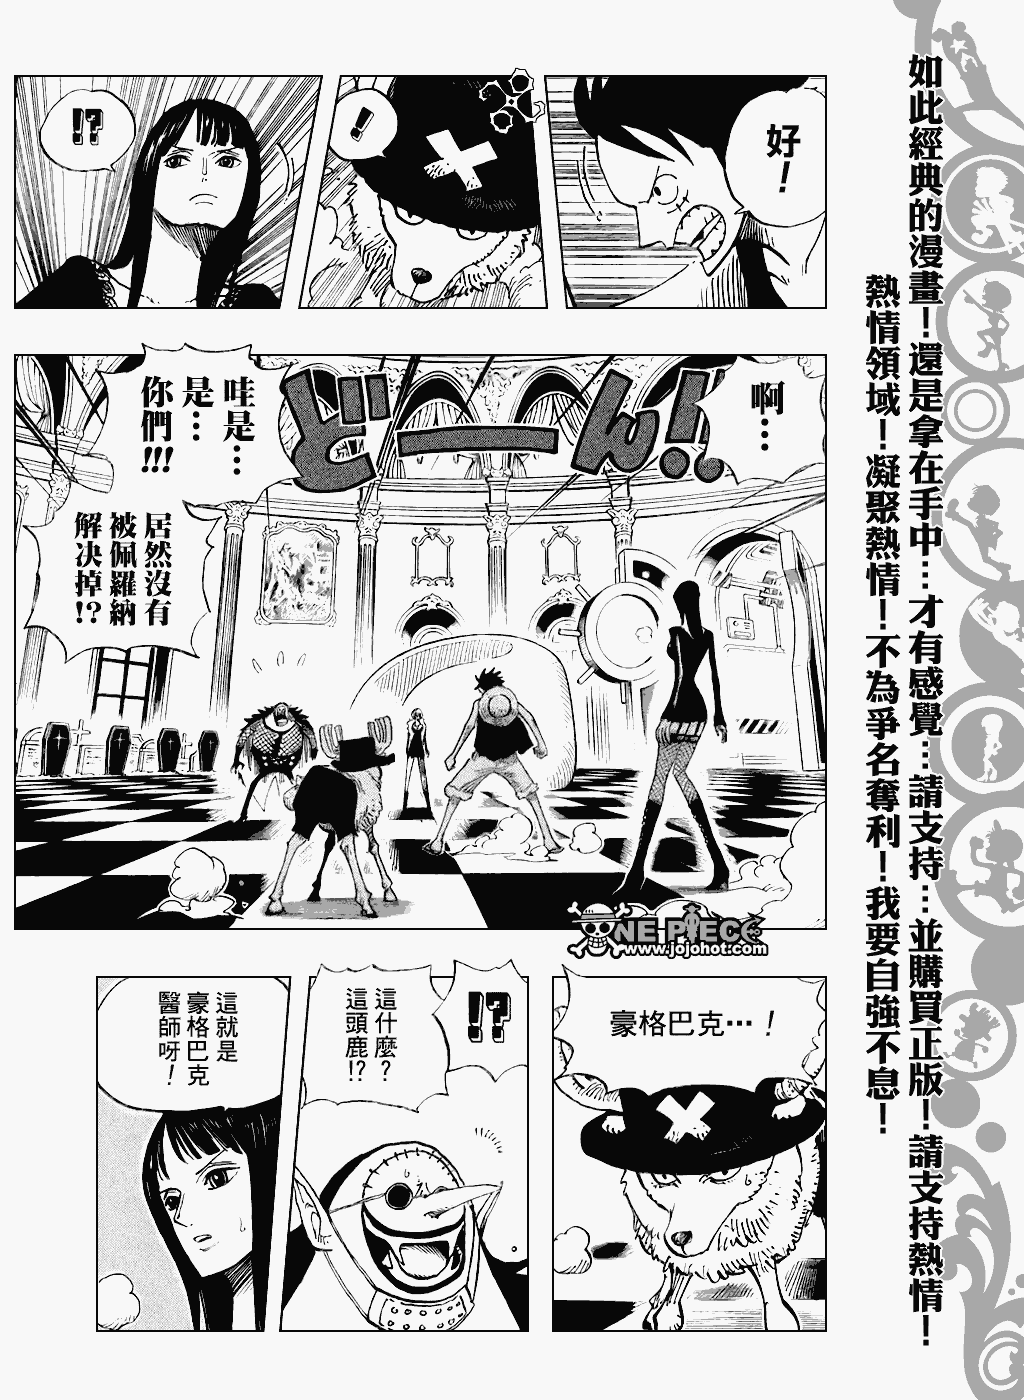 好！
！
!?
啊…
どーん!!
哇是…
是…
你們!!!
居然沒有
被佩羅納
解決掉!?
ONE PIECE
www.jojohot.com
豪格巴克…！
!?
這什麼？
這頭鹿!?
這就是
豪格巴克
醫師呀！
如此經典的漫畫！還是拿在手中…才有感覺…請支持…並購買正版！請支持熱情！
熱情領域！凝聚熱情！不為爭名奪利！我要自強不息！